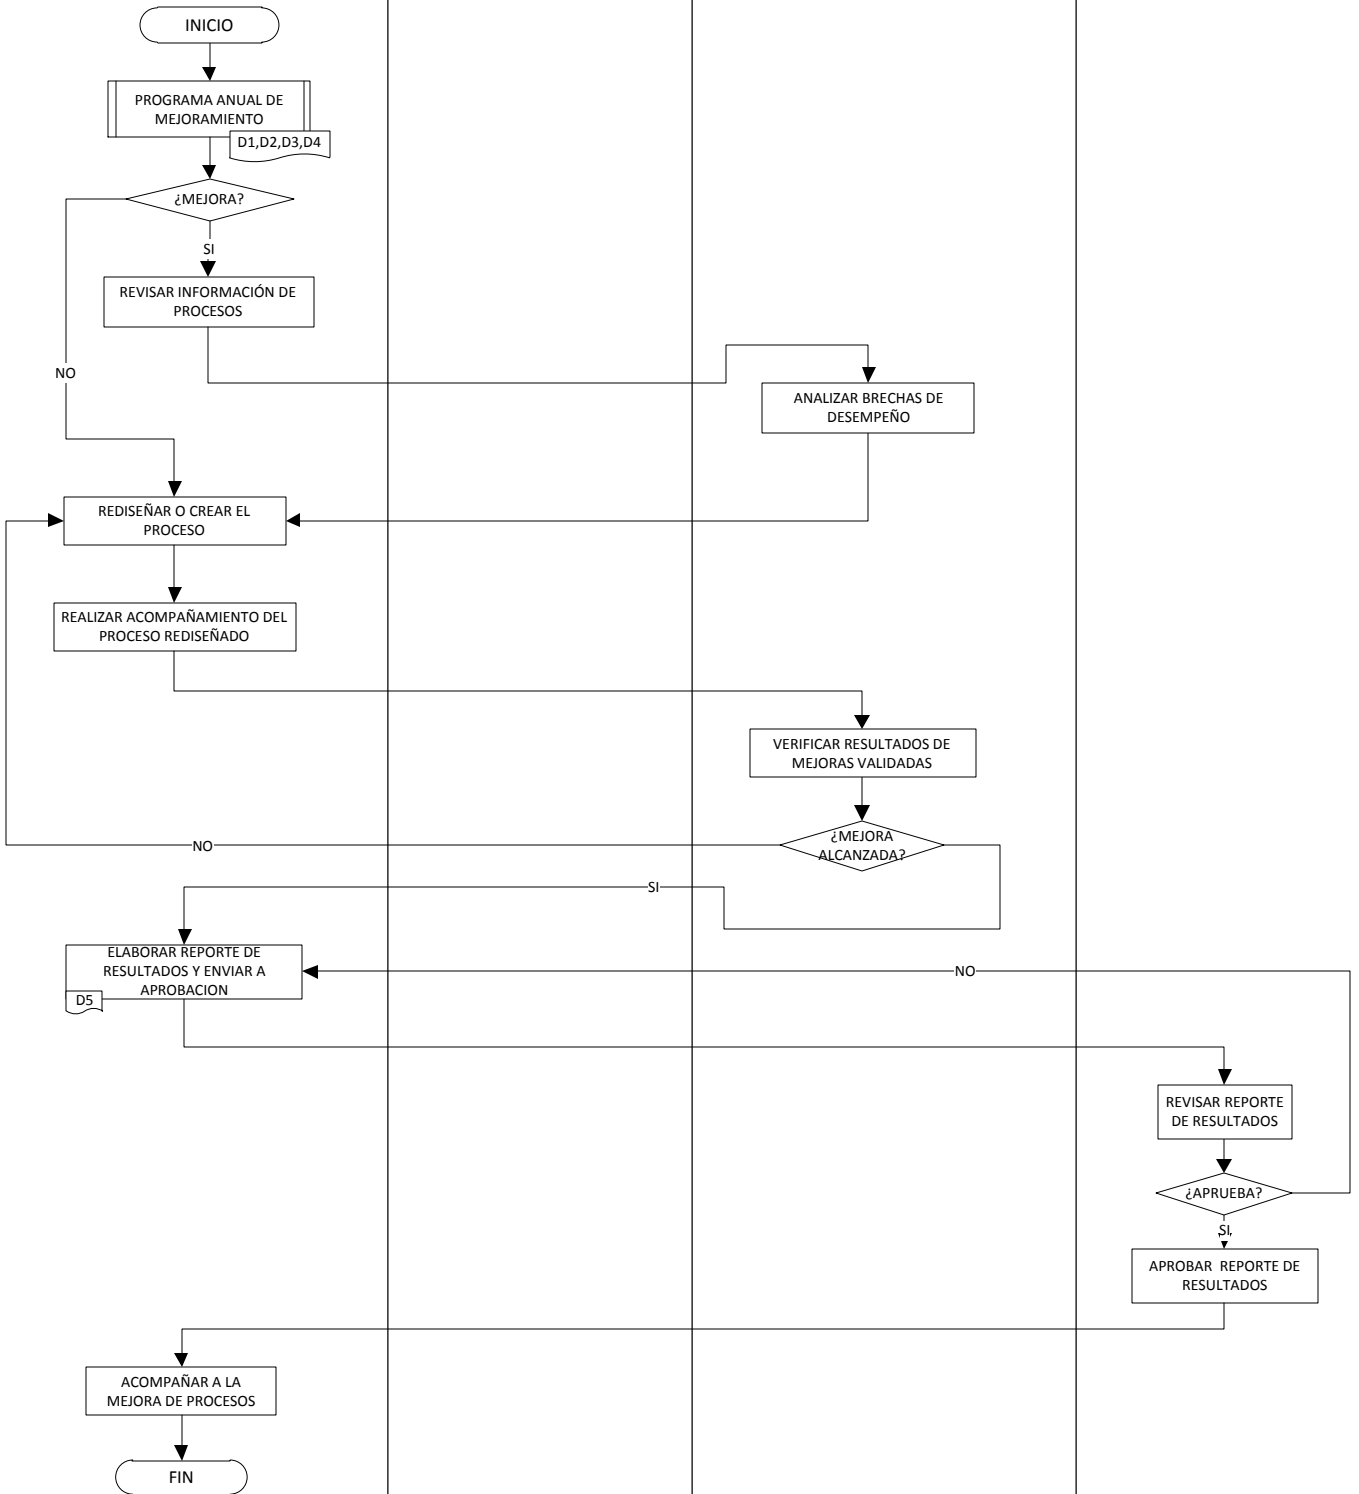 INICIO
PROGRAMA ANUAL DE
MEJORAMIENTO
D1,D2,D3,D4
¿MEJORA?
SI
REVISAR INFORMACIÓN DE
PROCESOS
NO
ANALIZAR BRECHAS DE
DESEMPEÑO
REDISEÑAR O CREAR EL
PROCESO
REALIZAR ACOMPAÑAMIENTO DEL
PROCESO REDISEÑADO
VERIFICAR RESULTADOS DE
MEJORAS VALIDADAS
¿MEJORA
ALCANZADA?
NO
SI
ELABORAR REPORTE DE
RESULTADOS Y ENVIAR A
APROBACION
D5
NO
REVISAR REPORTE
DE RESULTADOS
¿APRUEBA?
SI
APROBAR REPORTE DE
RESULTADOS
ACOMPAÑAR A LA
MEJORA DE PROCESOS
FIN